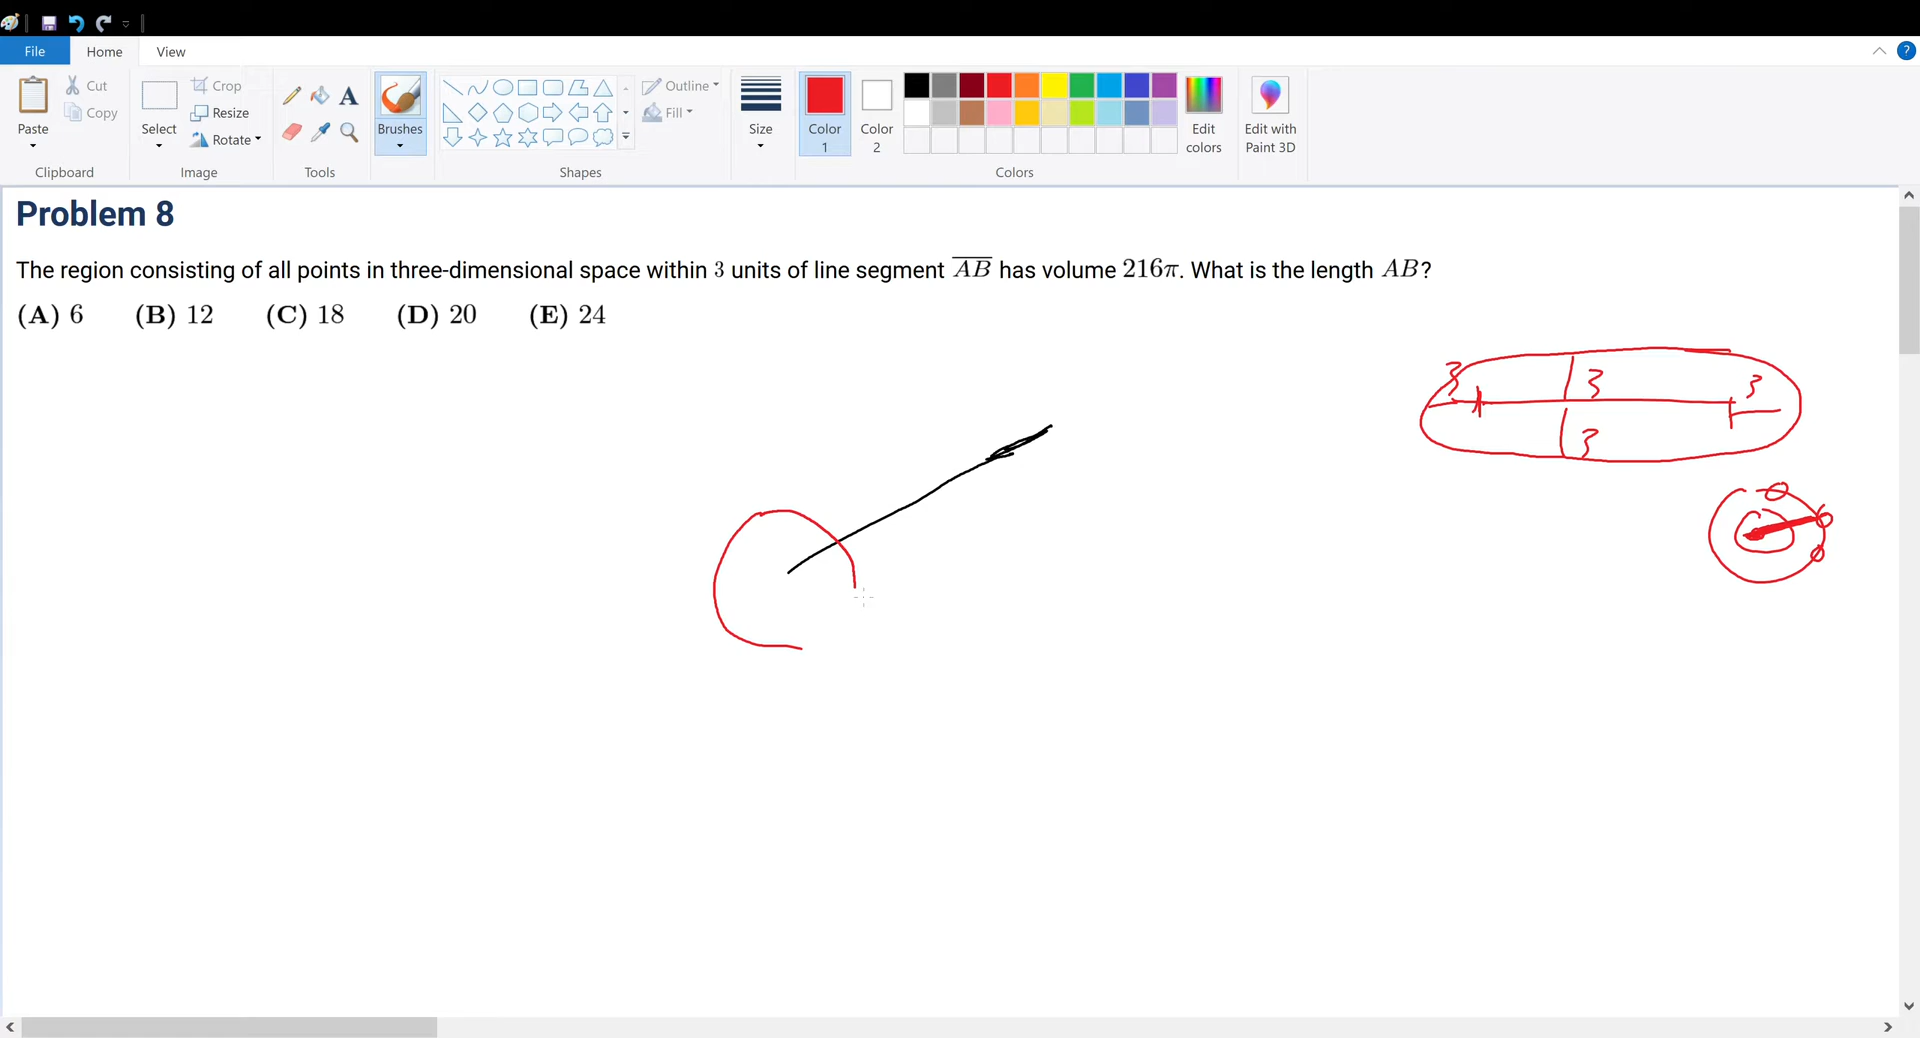 File Home View
Paste Cut Copy Clipboard
Select Crop Resize Rotate Image
A Tools
Brushes
Shapes
Outline Fill
Size
Color 1 Color 2 Edit colors Colors
Edit with Paint 3D
?
Problem 8
The region consisting of all points in three-dimensional space within 3 units of line segment AB has volume 216π. What is the length AB?
(A) 6 (B) 12 (C) 18 (D) 20 (E) 24
3 3 3
3